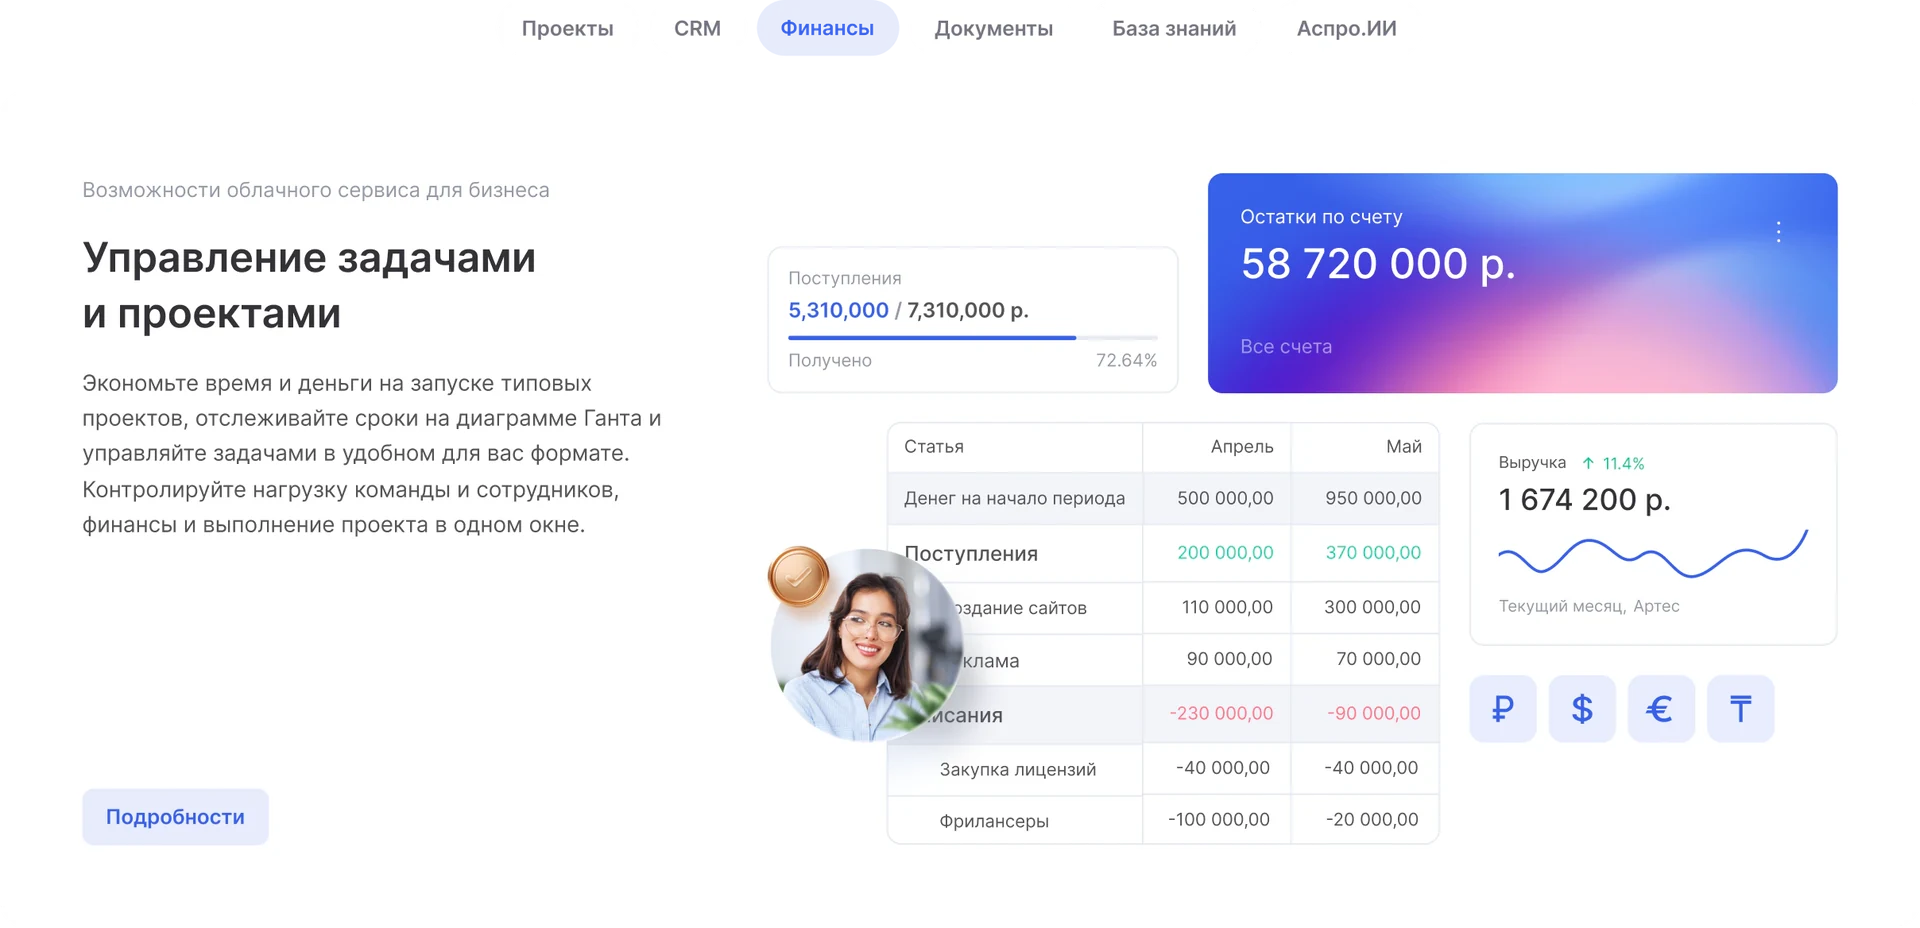 Проекты CRM Финансы Документы База знаний Аспро.ИИ
Возможности облачного сервиса для бизнеса
Управление задачами
и проектами
Экономьте время и деньги на запуске типовых
проектов, отслеживайте сроки на диаграмме Ганта и
управляйте задачами в удобном для вас формате.
Контролируйте нагрузку команды и сотрудников,
финансы и выполнение проекта в одном окне.
Подробности
Поступления
5,310,000 / 7,310,000 р.
Получено 72.64%
Остатки по счету
58 720 000 р.
Все счета
Статья Апрель Май
Денег на начало периода 500 000,00 950 000,00
Поступления 200 000,00 370 000,00
оздание сайтов 110 000,00 300 000,00
клама 90 000,00 70 000,00
исания -230 000,00 -90 000,00
Закупка лицензий -40 000,00 -40 000,00
Фрилансеры -100 000,00 -20 000,00
Выручка ↑ 11.4%
1 674 200 р.
Текущий месяц, Артес
₽ $ € ₸